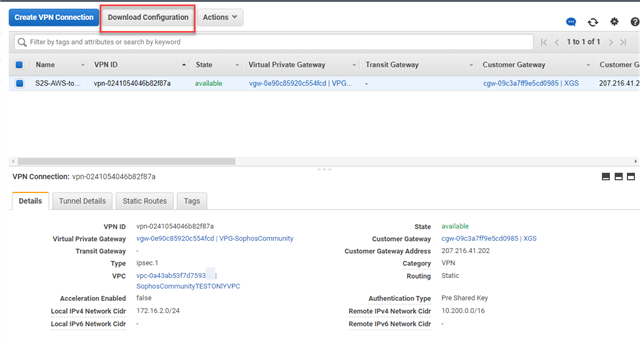 Create VPN Connection Download Configuration Actions
Filter by tags and attributes or search by keyword 1 to 1 of 1
Name VPN ID State Virtual Private Gateway Transit Gateway Customer Gateway Customer G
S2S-AWS-to... vpn-0241054046b82f87a available vgw-0e90c85920c554fcd | VPG... - cgw-09c3a7ff9e5cd0985 | XGS 207.216.41.20
VPN Connection: vpn-0241054046b82f87a
Details Tunnel Details Static Routes Tags
VPN ID vpn-0241054046b82f87a State available
Virtual Private Gateway vgw-0e90c85920c554fcd | VPG-SophosCommunity Customer Gateway cgw-09c3a7ff9e5cd0985 | XGS
Transit Gateway - Customer Gateway Address 207.216.41.202
Type ipsec.1 Category VPN
VPC vpc-0a43ab53f7d7593 | Routing Static
SophosCommunityTESTONlYVPC
Acceleration Enabled false Authentication Type Pre Shared Key
Local IPv4 Network Cidr 172.16.2.0/24 Remote IPv4 Network Cidr 10.200.0.0/16
Local IPv6 Network Cidr - Remote IPv6 Network Cidr -